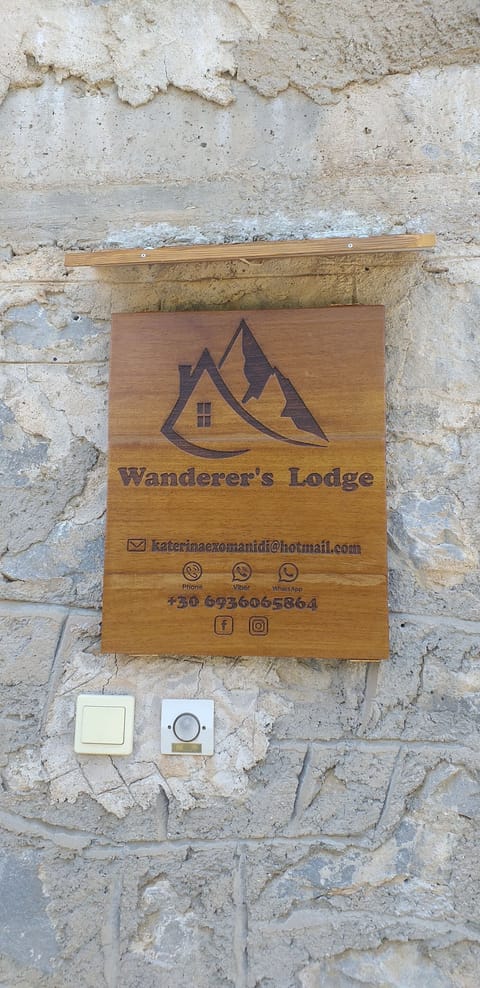 Wanderer's Lodge
katerinaexomanidi@hotmail.com
Phone Viber WhatsApp
+30 6936065864